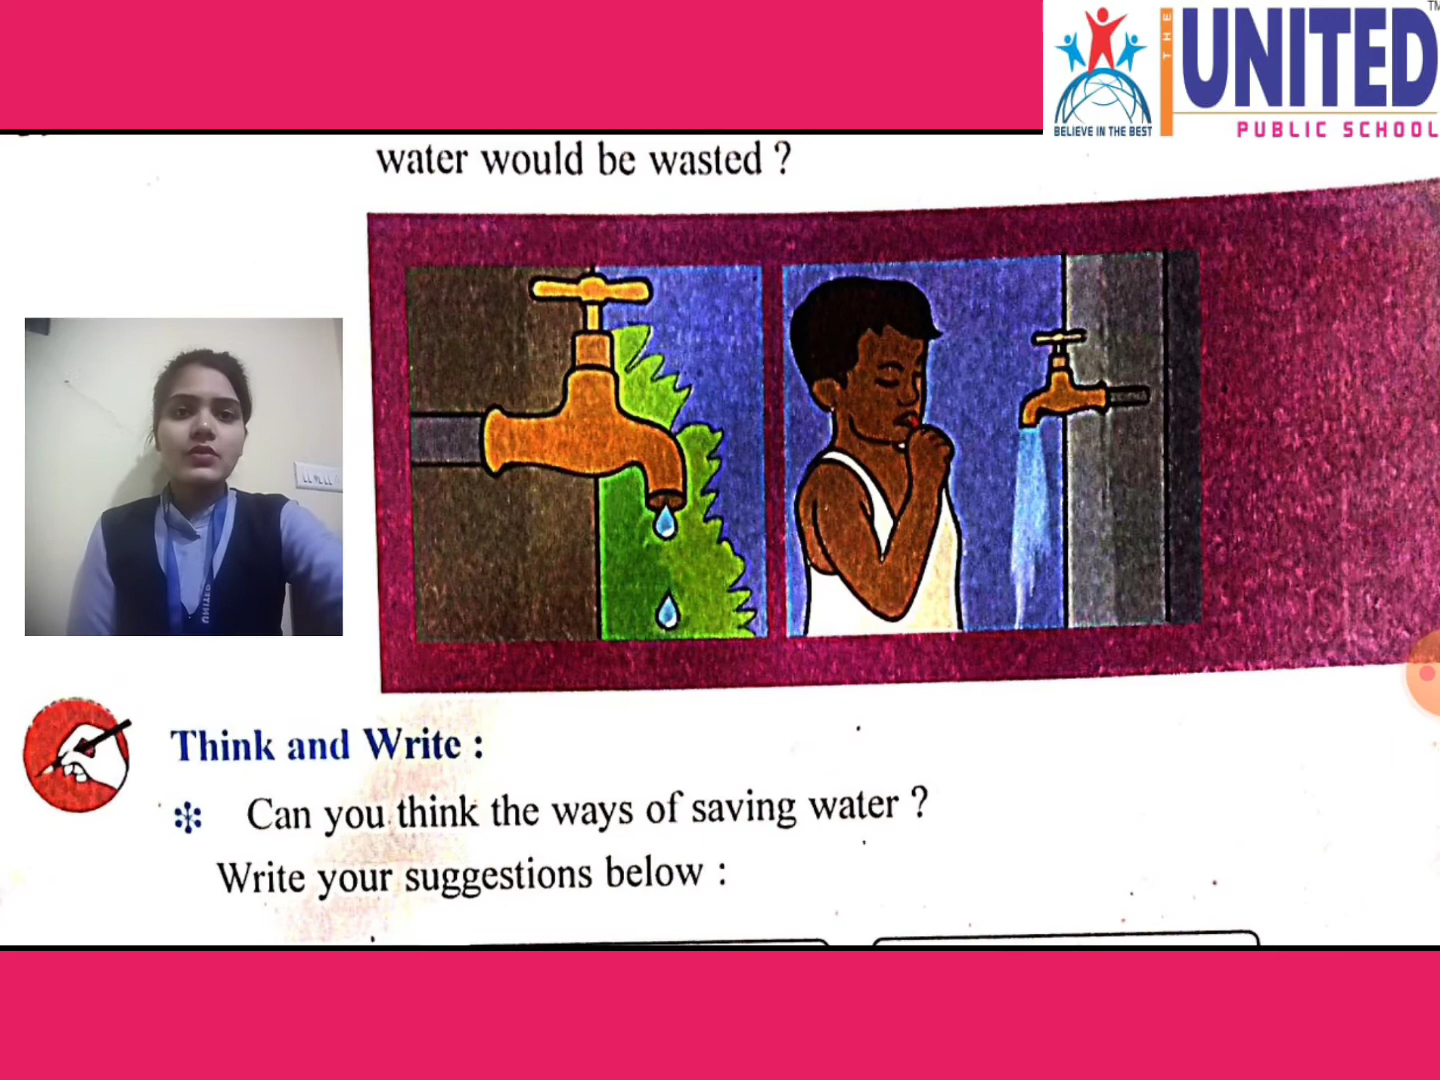 THE
UNITED
TM
BELIEVE IN THE BEST
PUBLIC SCHOOL
water would be wasted ?
Think and Write :
Can you think the ways of saving water ?
Write your suggestions below :